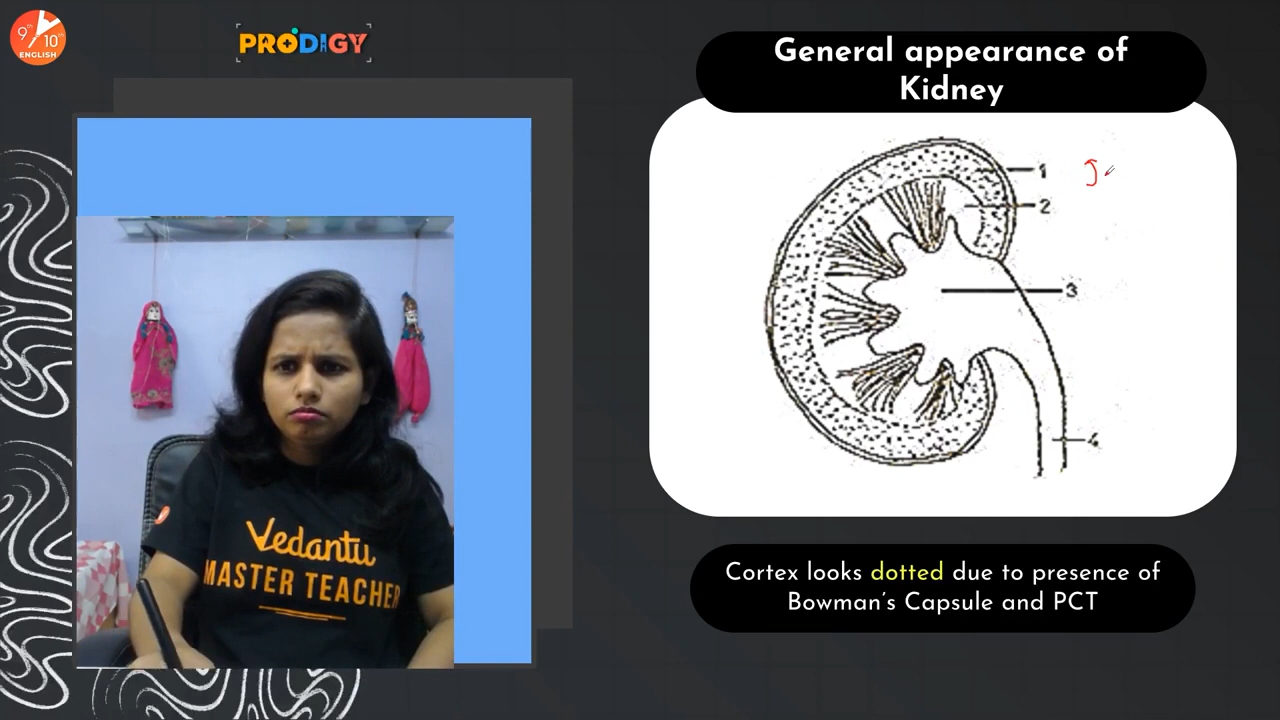 9th
10th
ENGLISH
PRODIGY
General appearance of
Kidney
1
2
3
4
Vedantu
MASTER TEACHER
Cortex looks dotted due to presence of
Bowman's Capsule and PCT